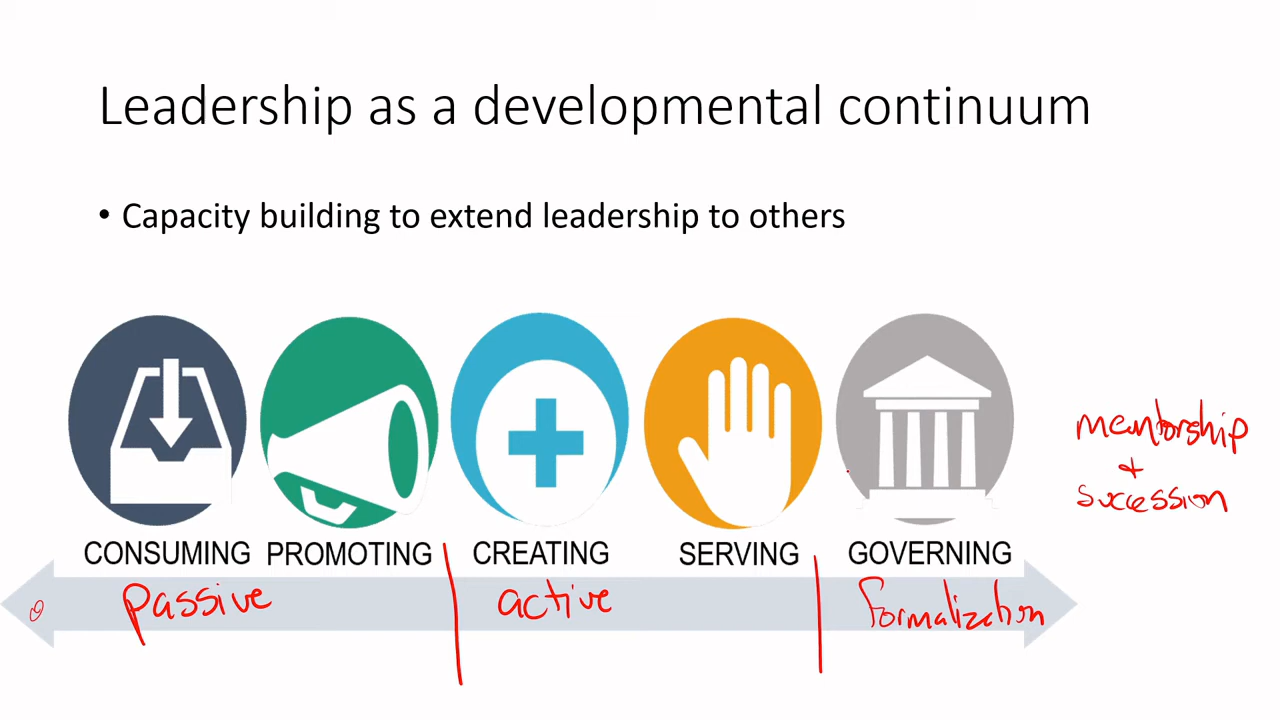 Leadership as a developmental continuum
• Capacity building to extend leadership to others
mentorship
+
succession
CONSUMING PROMOTING CREATING SERVING GOVERNING
passive active formalization